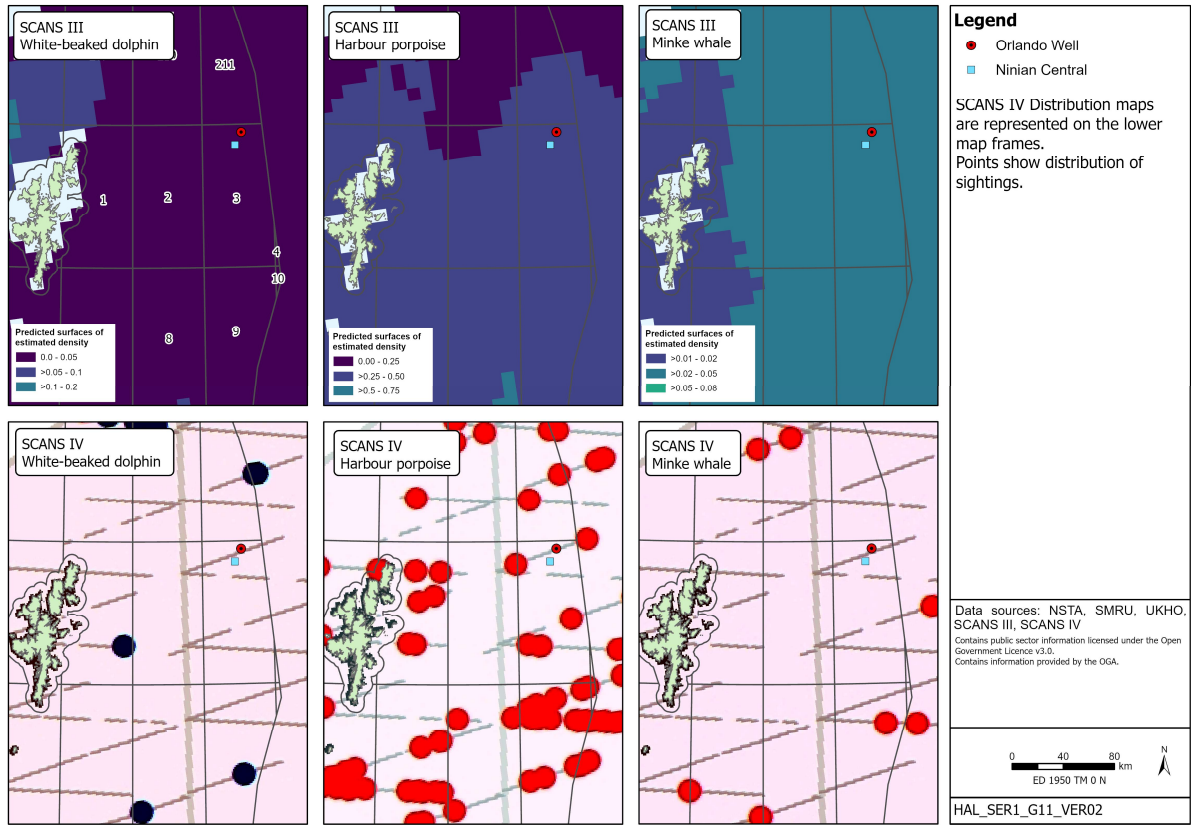 SCANS III
White-beaked dolphin
211
1
2
3
4
10
8
9
Predicted surfaces of
estimated density
0.0 - 0.05
>0.05 - 0.1
>0.1 - 0.2
SCANS III
Harbour porpoise
Predicted surfaces of
estimated density
0.00 - 0.25
>0.25 - 0.50
>0.5 - 0.75
SCANS III
Minke whale
Predicted surfaces of
estimated density
>0.01 - 0.02
>0.02 - 0.05
>0.05 - 0.08
SCANS IV
White-beaked dolphin
SCANS IV
Harbour porpoise
SCANS IV
Minke whale
Legend
Orlando Well
Ninian Central
SCANS IV Distribution maps
are represented on the lower
map frames.
Points show distribution of
sightings.
Data sources: NSTA, SMRU, UKHO,
SCANS III, SCANS IV
Contains public sector information licensed under the Open
Government Licence v3.0.
Contains information provided by the OGA.
0 40 80
km
N
ED 1950 TM 0 N
HAL_SER1_G11_VER02